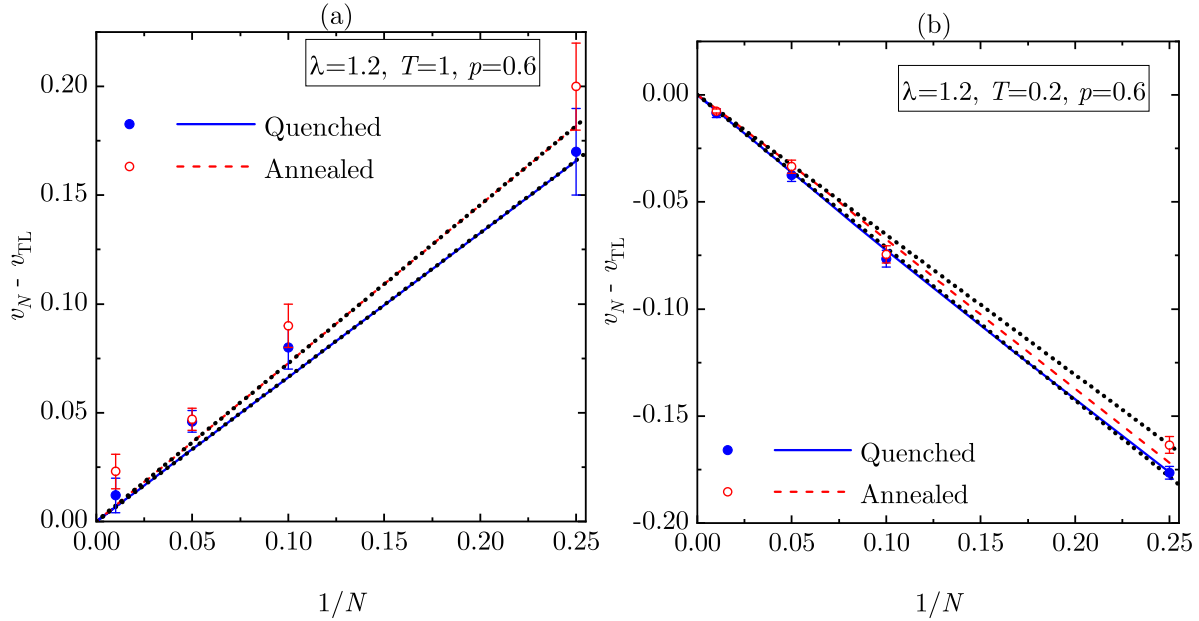 (a)
λ=1.2, T=1, p=0.6
Quenched
Annealed
0.20
0.15
0.10
0.05
0.00
v_N - v_TL
0.00 0.05 0.10 0.15 0.20 0.25
1/N
(b)
λ=1.2, T=0.2, p=0.6
0.00
-0.05
-0.10
-0.15
-0.20
v_N - v_TL
Quenched
Annealed
0.00 0.05 0.10 0.15 0.20 0.25
1/N